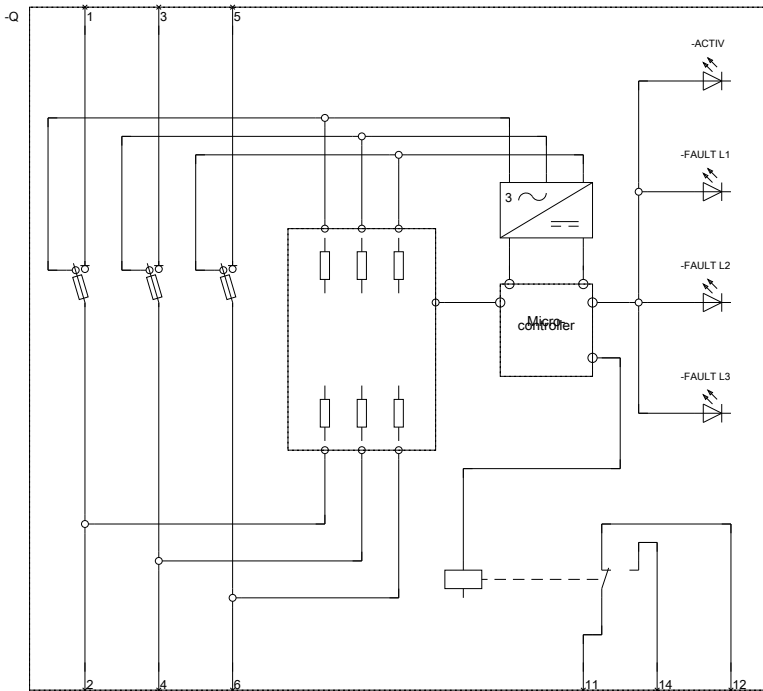 -Q
1
3
5
-ACTIV
-FAULT L1
3
-FAULT L2
Micro-
controller
-FAULT L3
2
4
6
11
14
12